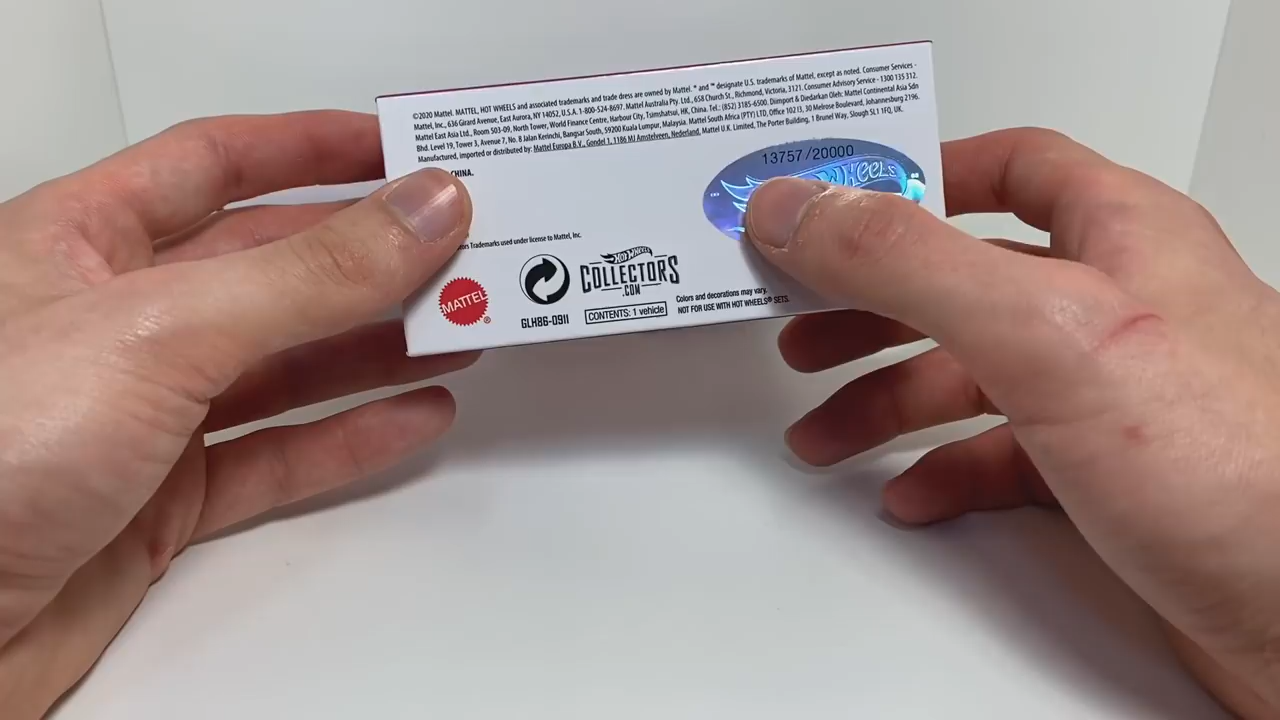 ©2020 Mattel. MATTEL, HOT WHEELS and associated trademarks and trade dress are owned by Mattel. ® and ™ designate U.S. trademarks of Mattel, except as noted. Consumer Services -
Mattel, Inc., 636 Girard Avenue, East Aurora, NY 14052, U.S.A. 1-800-524-8697. Mattel Australia Pty. Ltd., 658 Church St., Richmond, Victoria, 3121. Consumer Advisory Service - 1300 135 312.
Mattel East Asia Ltd., Room 503-09, North Tower, World Finance Centre, Harbour City, Tsimshatsui, HK, China. Tel.: (852) 3185-6500. Diimport & Diedarkan Oleh: Mattel Continental Asia Sdn
Bhd. Level 19, Tower 3, Avenue 7, No. 8 Jalan Kerinchi, Bangsar South, 59200 Kuala Lumpur, Malaysia. Mattel South Africa (PTY) LTD, Office 102 I3, 30 Melrose Boulevard, Johannesburg 2196.
Manufactured, imported or distributed by: Mattel Europa B.V., Gondel 1, 1186 MJ Amstelveen, Nederland. Mattel U.K. Limited, The Porter Building, 1 Brunel Way, Slough SL1 1FQ, UK.
CHINA.
13757/20000
WHEELS
Trademarks used under license to Mattel, Inc.
MATTEL®
GLH86-0911
HOT WHEELS
COLLECTORS
.COM
CONTENTS: 1 vehicle
Colors and decorations may vary.
NOT FOR USE WITH HOT WHEELS® SETS.